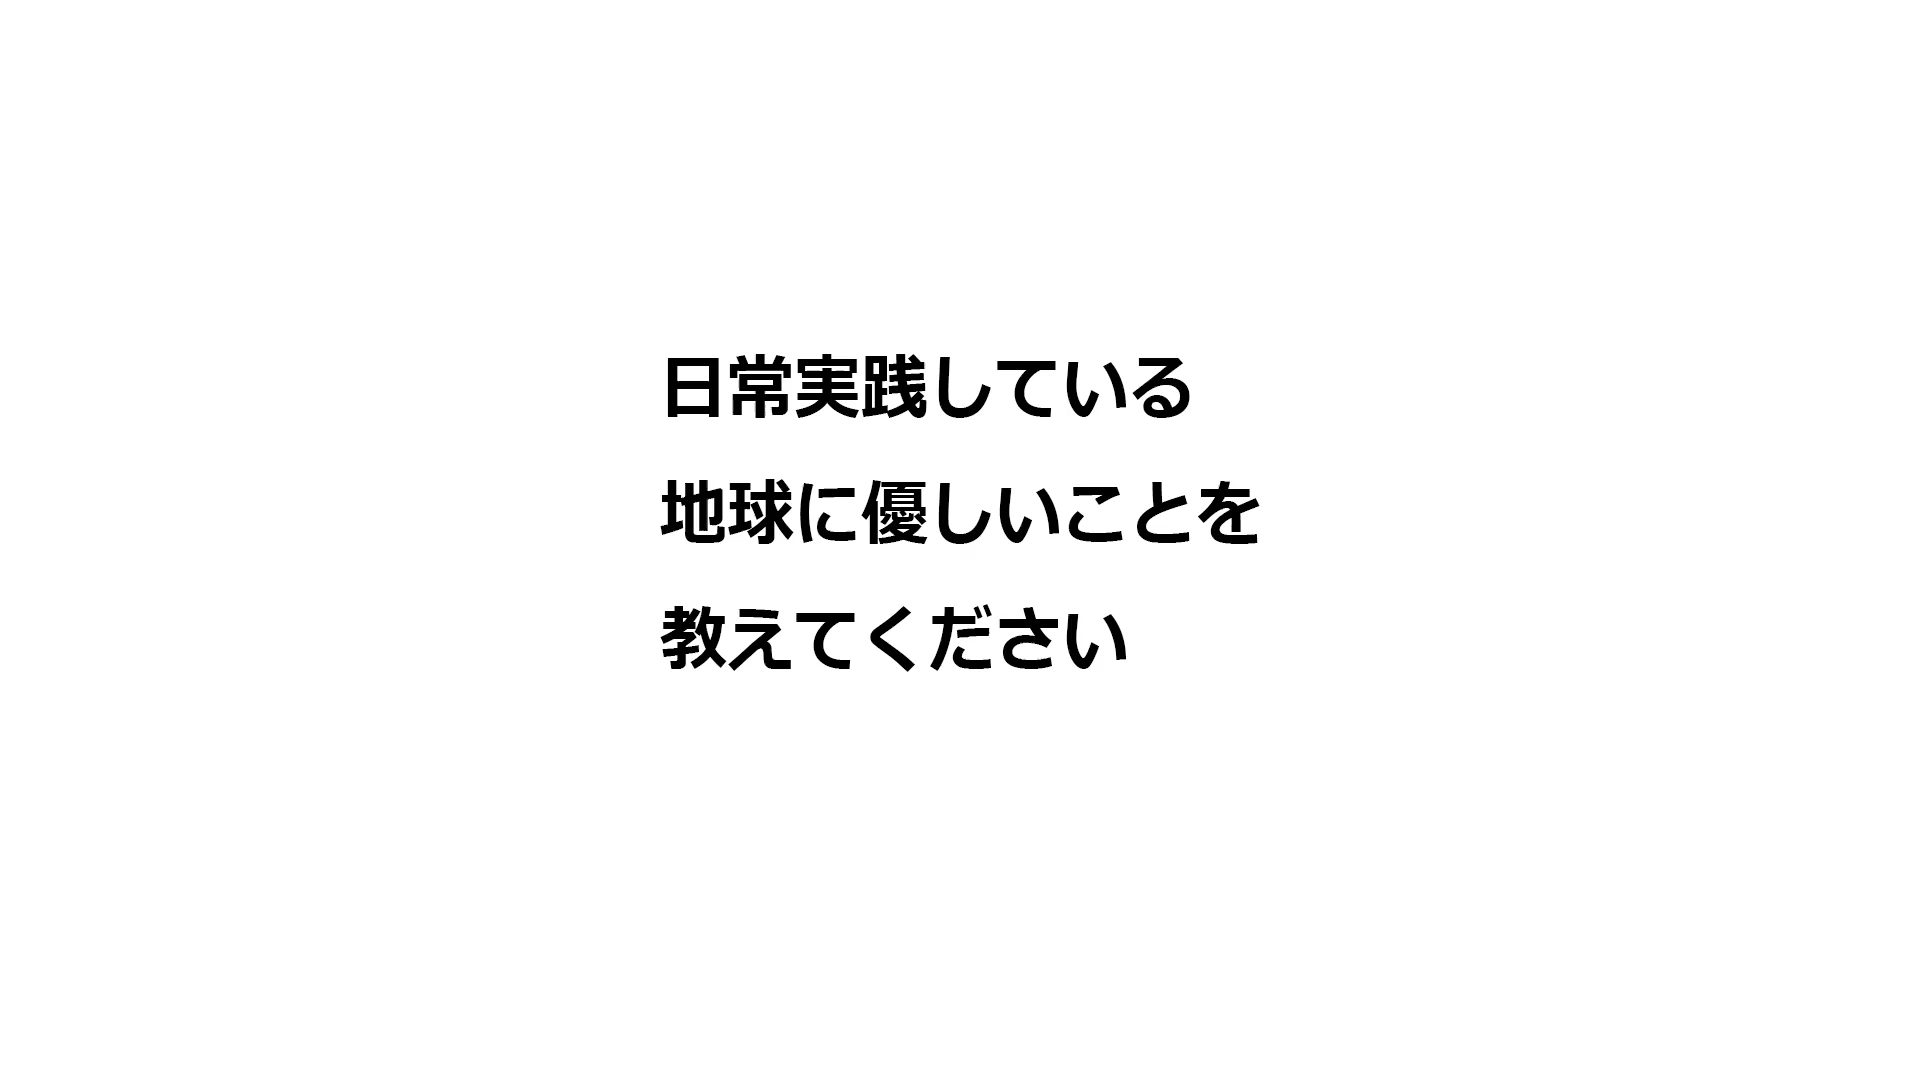 日常実践している
地球に優しいことを
教えてください